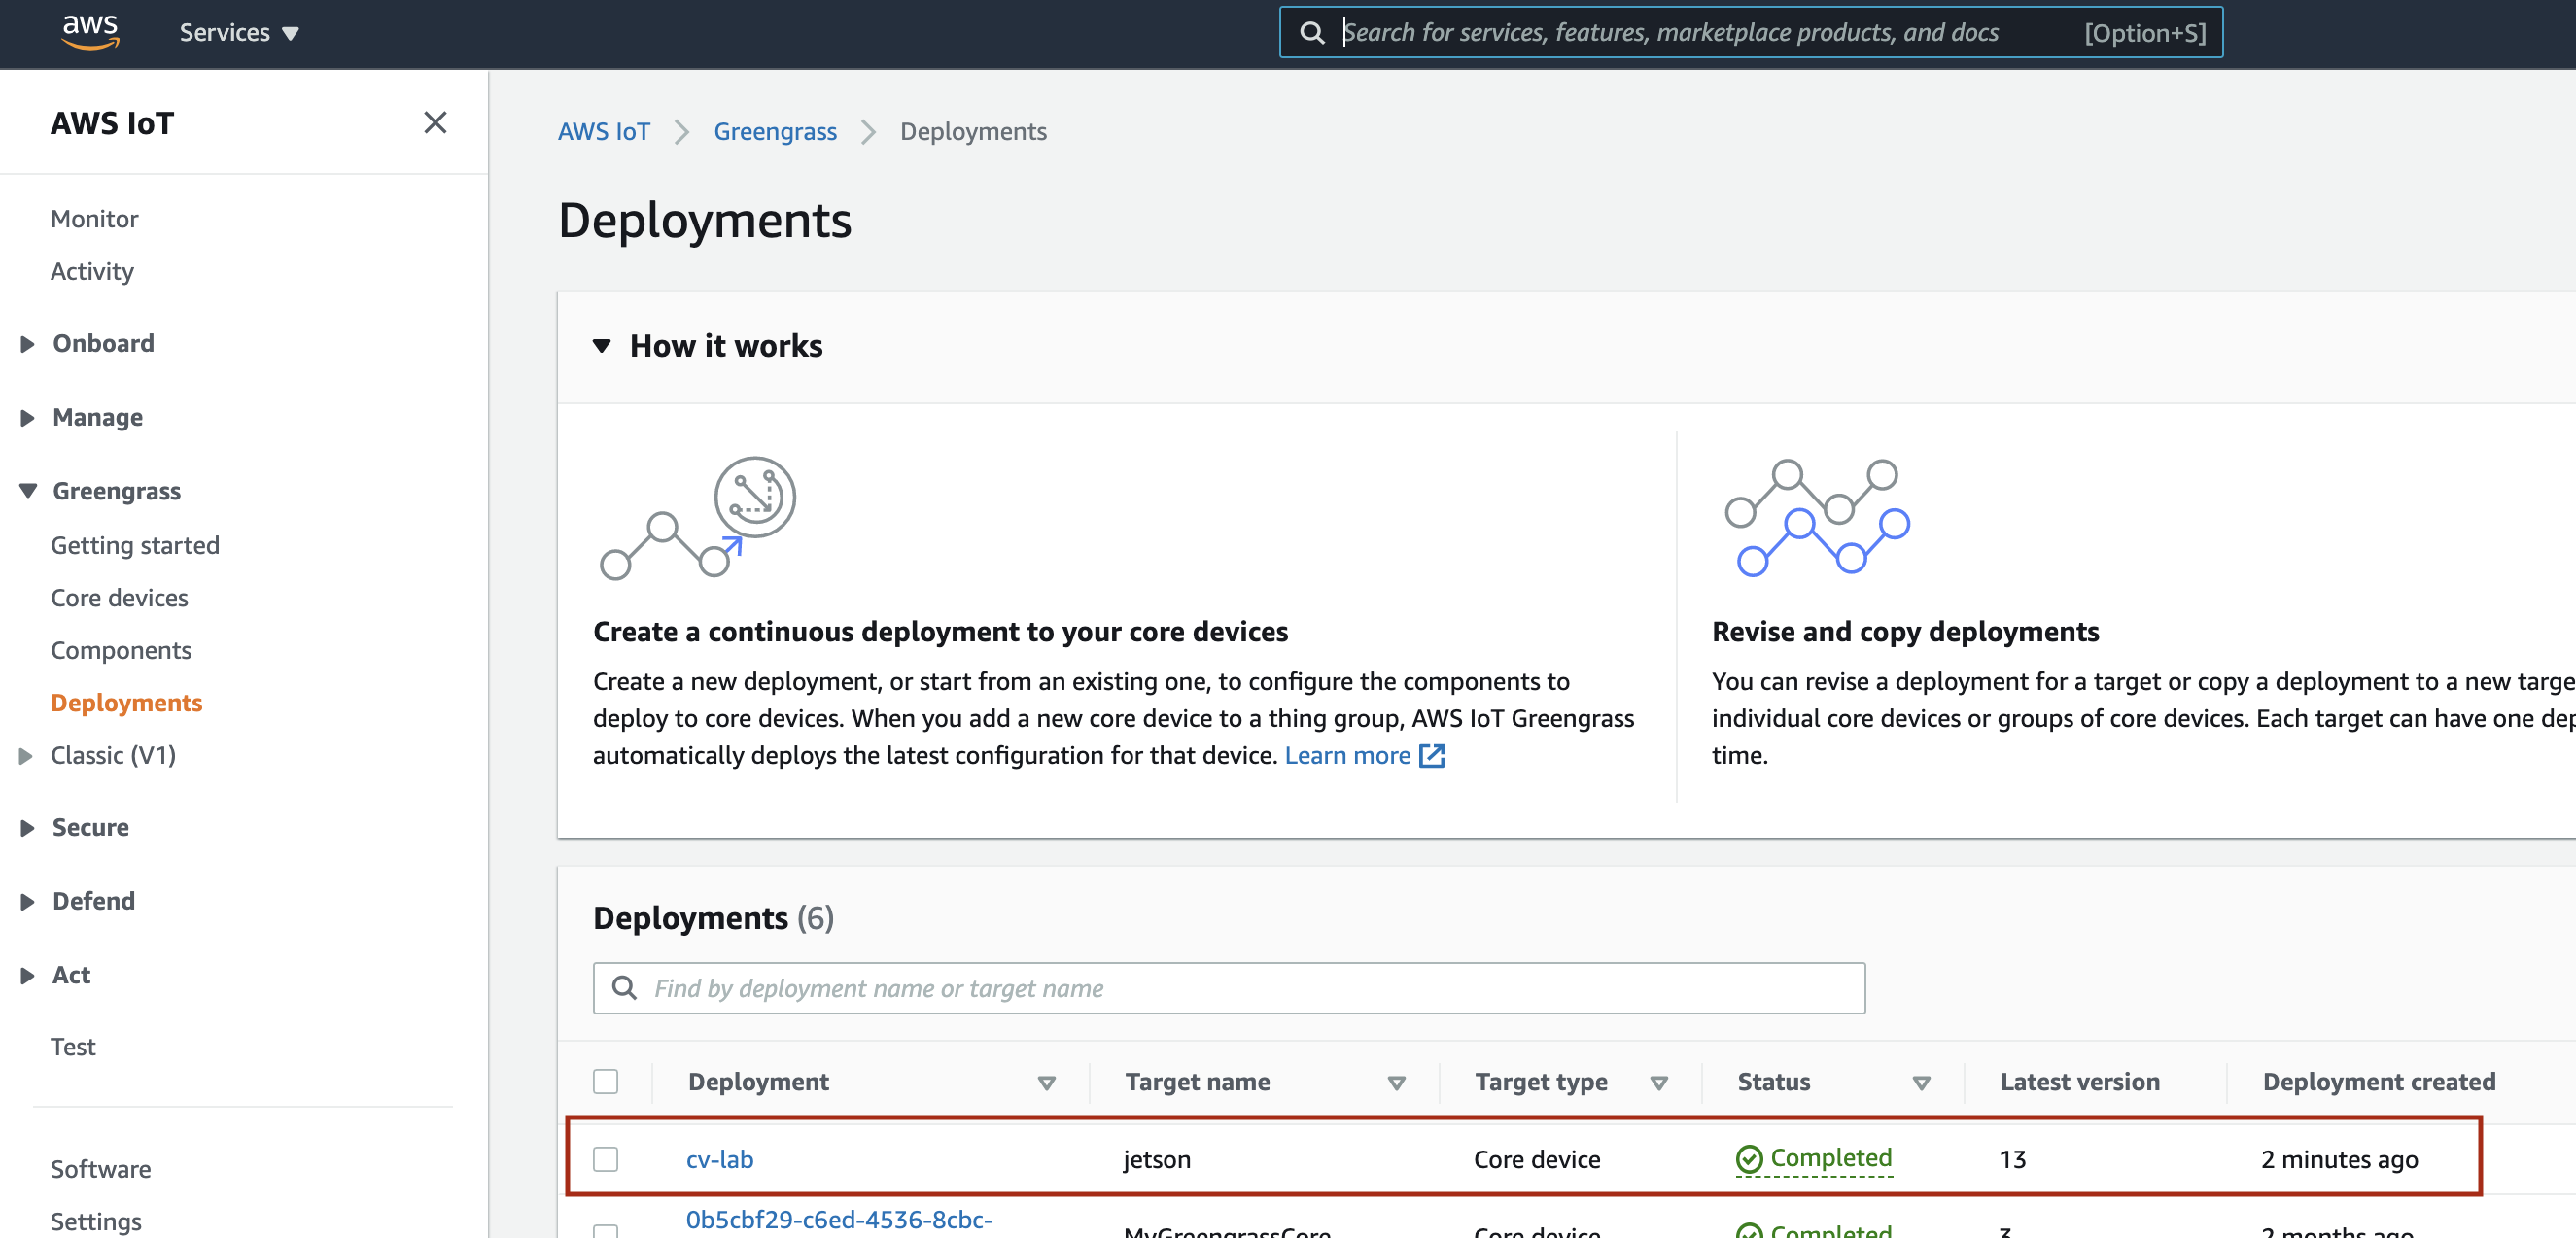 aws
Services
Search for services, features, marketplace products, and docs [Option+S]
AWS IoT
Monitor
Activity
Onboard
Manage
Greengrass
Getting started
Core devices
Components
Deployments
Classic (V1)
Secure
Defend
Act
Test
Software
Settings
AWS IoT > Greengrass > Deployments
Deployments
How it works
Create a continuous deployment to your core devices
Create a new deployment, or start from an existing one, to configure the components to
deploy to core devices. When you add a new core device to a thing group, AWS IoT Greengrass
automatically deploys the latest configuration for that device. Learn more
Revise and copy deployments
You can revise a deployment for a target or copy a deployment to a new targe
individual core devices or groups of core devices. Each target can have one dep
time.
Deployments (6)
Find by deployment name or target name
Deployment Target name Target type Status Latest version Deployment created
cv-lab jetson Core device Completed 13 2 minutes ago
0b5cbf29-c6ed-4536-8cbc-
MyGreengrassCore Core device Completed 3 2 months ago